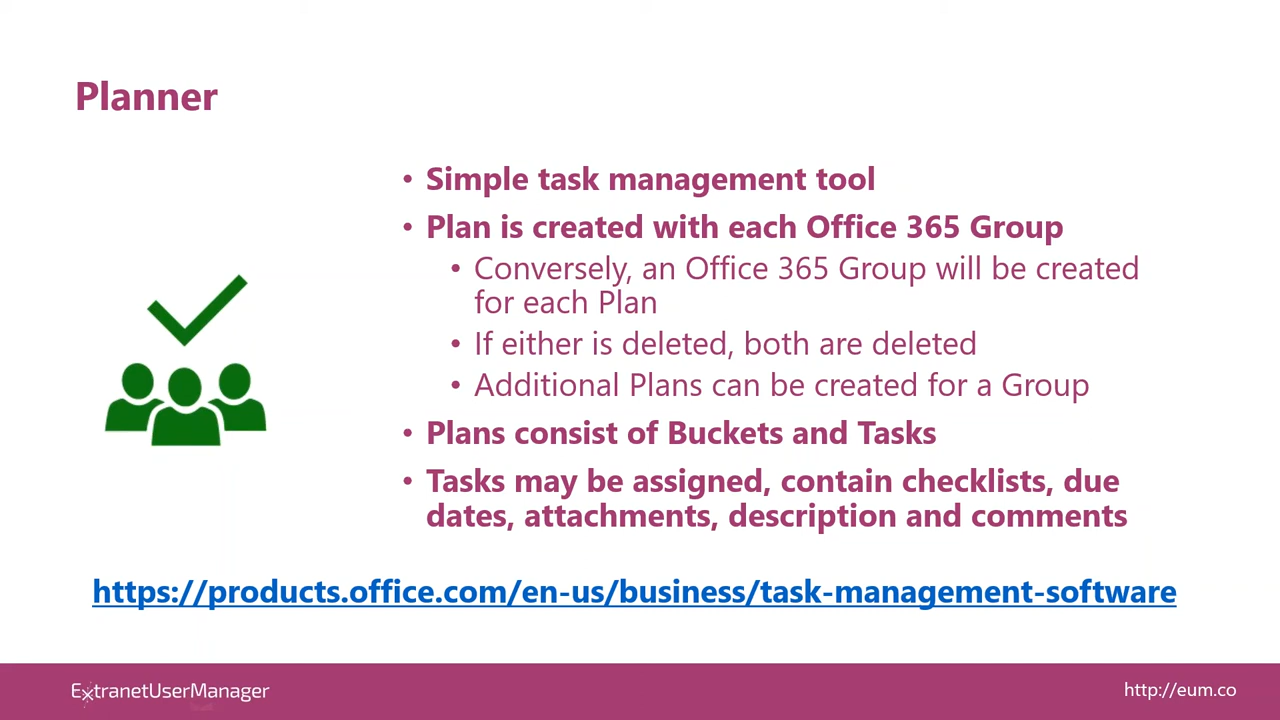 Planner
• Simple task management tool
• Plan is created with each Office 365 Group
• Conversely, an Office 365 Group will be created
for each Plan
• If either is deleted, both are deleted
• Additional Plans can be created for a Group
• Plans consist of Buckets and Tasks
• Tasks may be assigned, contain checklists, due
dates, attachments, description and comments
https://products.office.com/en-us/business/task-management-software
ExtranetUserManager
http://eum.co